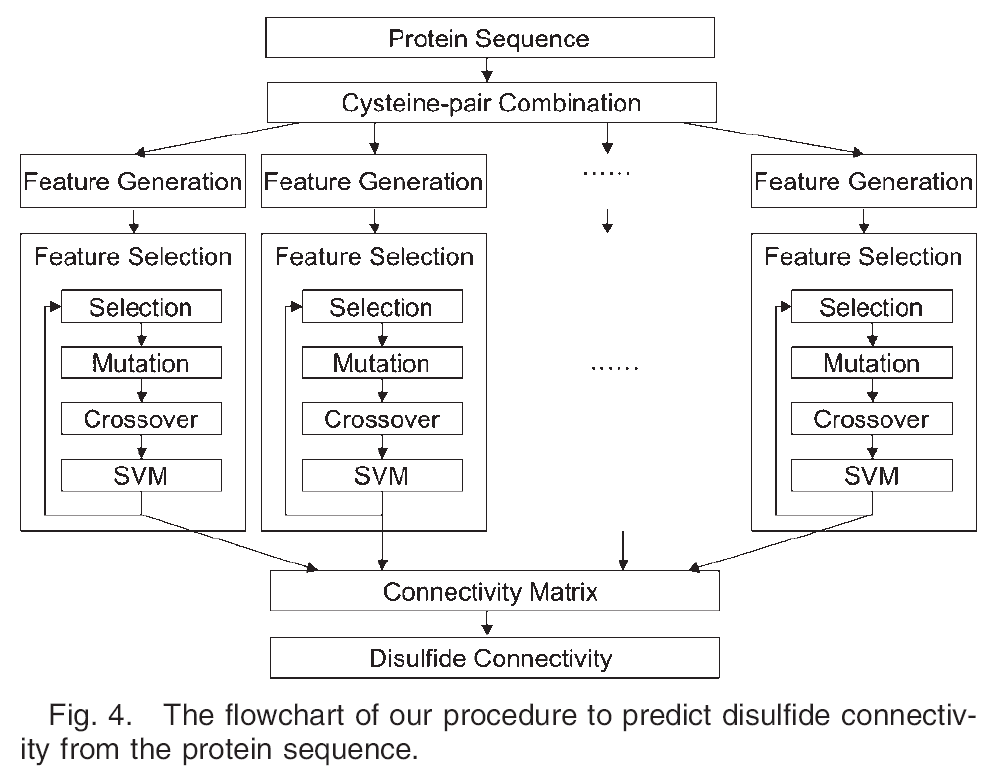 Protein Sequence
Cysteine-pair Combination
Feature Generation
Feature Generation
......
Feature Generation
Feature Selection
Feature Selection
Feature Selection
Selection
Selection
Selection
Mutation
Mutation
......
Mutation
Crossover
Crossover
Crossover
SVM
SVM
SVM
Connectivity Matrix
Disulfide Connectivity
Fig. 4. The flowchart of our procedure to predict disulfide connectiv-
ity from the protein sequence.